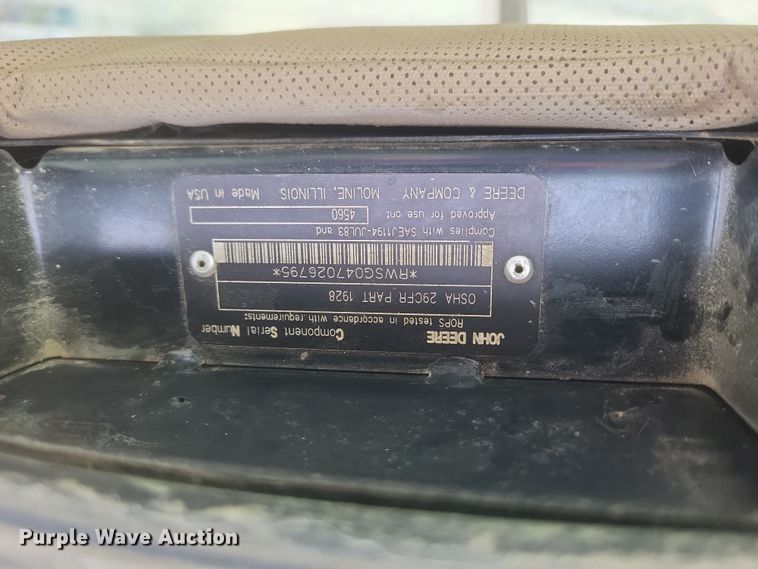 JOHN DEERE Component Serial Number
ROPS tested in accordance with requirements:
OSHA 29CFR PART 1928
*RWSG047026795*
Complies with SAEJ1194-JUL83 and
Approved for use on:
4560
DEERE & COMPANY MOLINE, ILLINOIS Made in USA
Purple Wave Auction